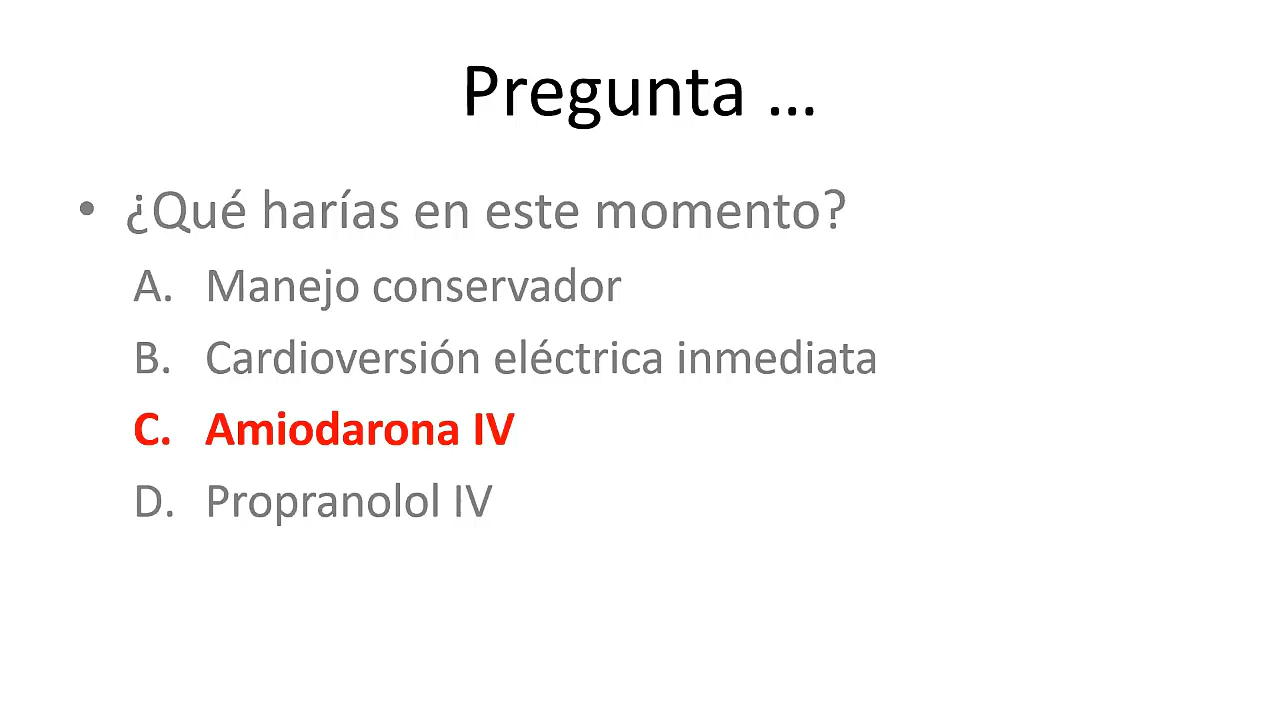 Pregunta ...
• ¿Qué harías en este momento?
A. Manejo conservador
B. Cardioversión eléctrica inmediata
C. Amiodarona IV
D. Propranolol IV